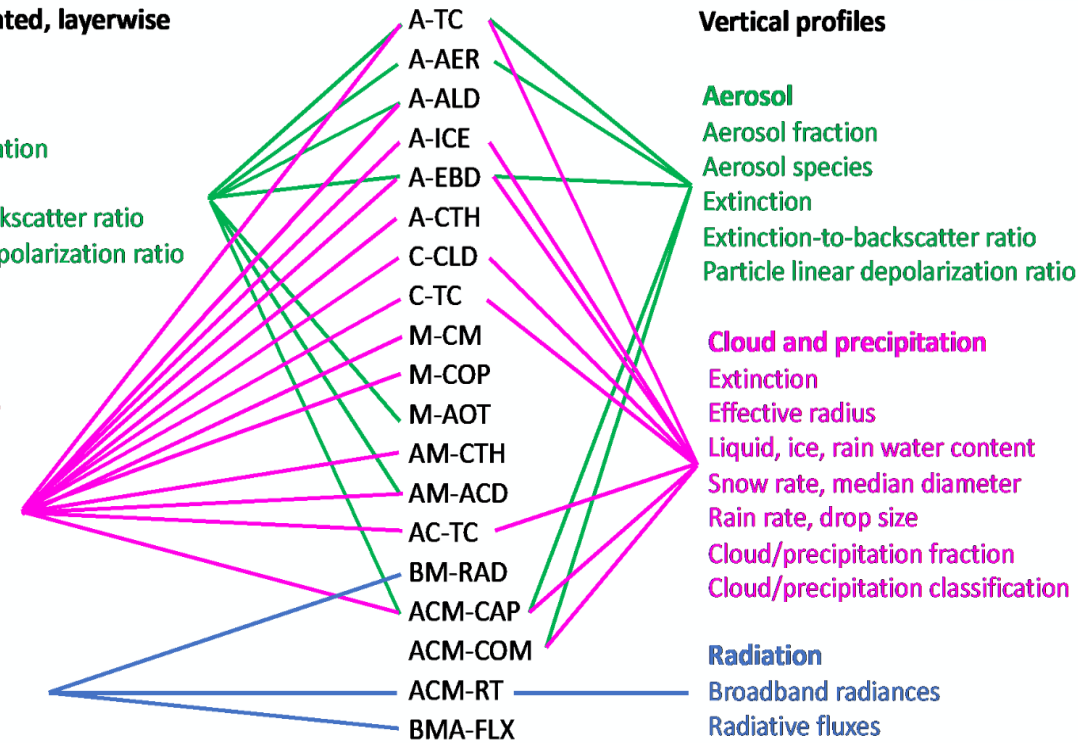 ted, layerwise
A-TC
Vertical profiles
A-AER
A-ALD
A-ICE
A-EBD
A-CTH
C-CLD
C-TC
M-CM
M-COP
M-AOT
AM-CTH
AM-ACD
AC-TC
BM-RAD
ACM-CAP
ACM-COM
ACM-RT
BMA-FLX
tion
kscatter ratio
polarization ratio
Aerosol
Aerosol fraction
Aerosol species
Extinction
Extinction-to-backscatter ratio
Particle linear depolarization ratio
Cloud and precipitation
Extinction
Effective radius
Liquid, ice, rain water content
Snow rate, median diameter
Rain rate, drop size
Cloud/precipitation fraction
Cloud/precipitation classification
Radiation
Broadband radiances
Radiative fluxes